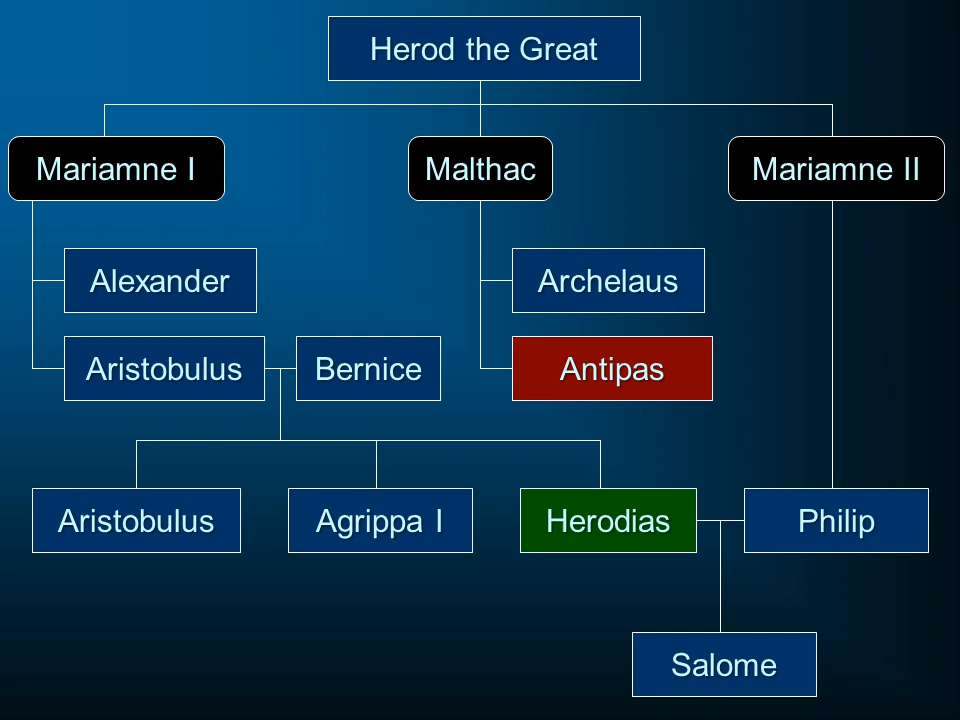 Herod the Great
Mariamne I
Malthac
Mariamne II
Alexander
Archelaus
Aristobulus
Bernice
Antipas
Aristobulus
Agrippa I
Herodias
Philip
Salome